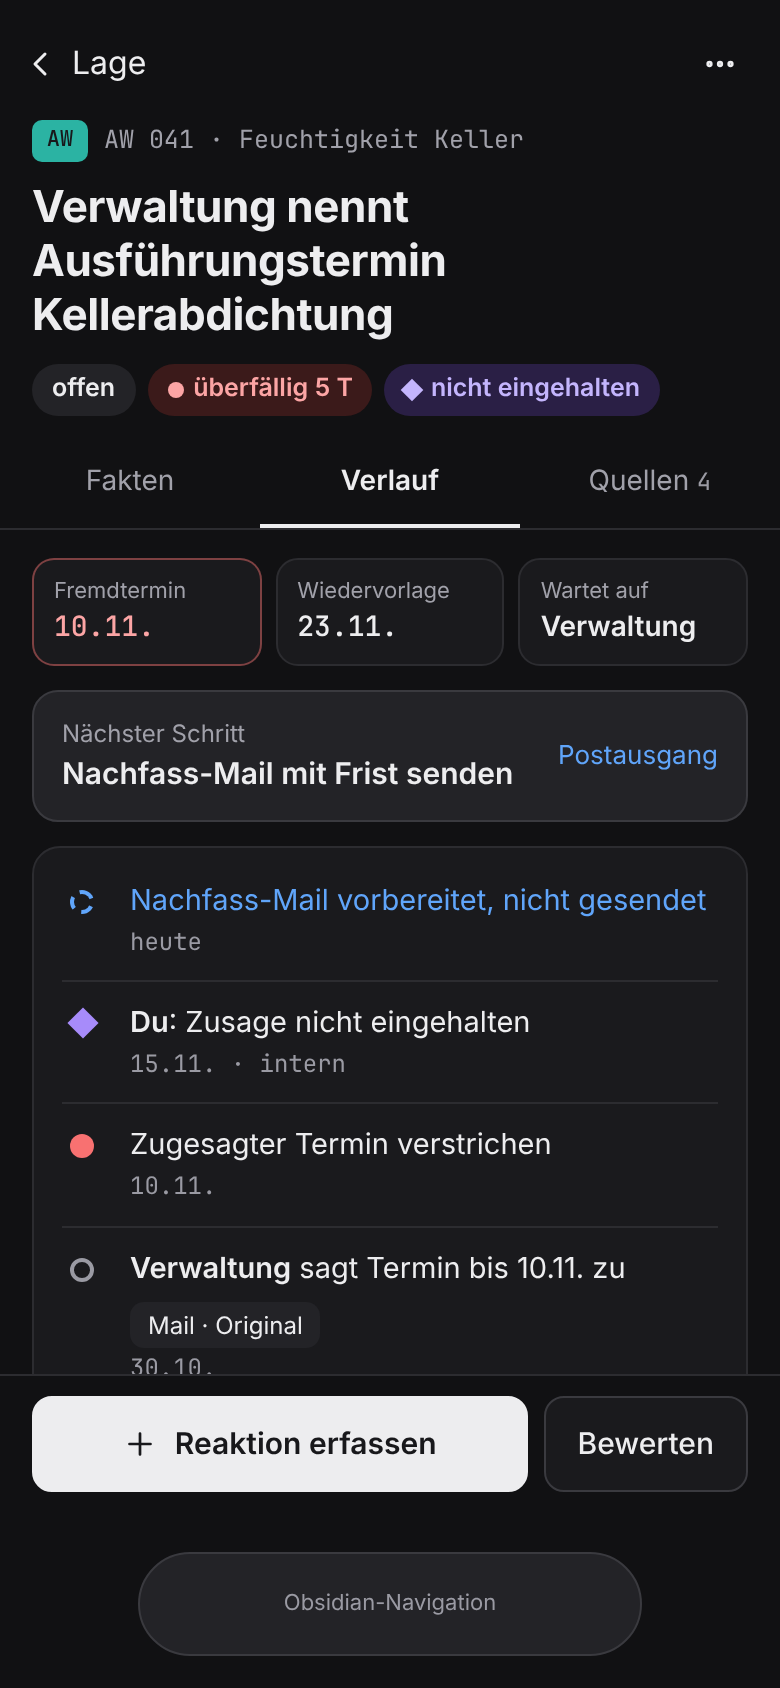 Lage
AW AW 041 · Feuchtigkeit Keller
Verwaltung nennt
Ausführungstermin
Kellerabdichtung
offen überfällig 5 T nicht eingehalten
Fakten Verlauf Quellen 4
Fremdtermin Wiedervorlage Wartet auf
10.11. 23.11. Verwaltung
Nächster Schritt
Nachfass-Mail mit Frist senden Postausgang
Nachfass-Mail vorbereitet, nicht gesendet
heute
Du: Zusage nicht eingehalten
15.11. · intern
Zugesagter Termin verstrichen
10.11.
Verwaltung sagt Termin bis 10.11. zu
Mail · Original
30.10.
+ Reaktion erfassen Bewerten
Obsidian-Navigation